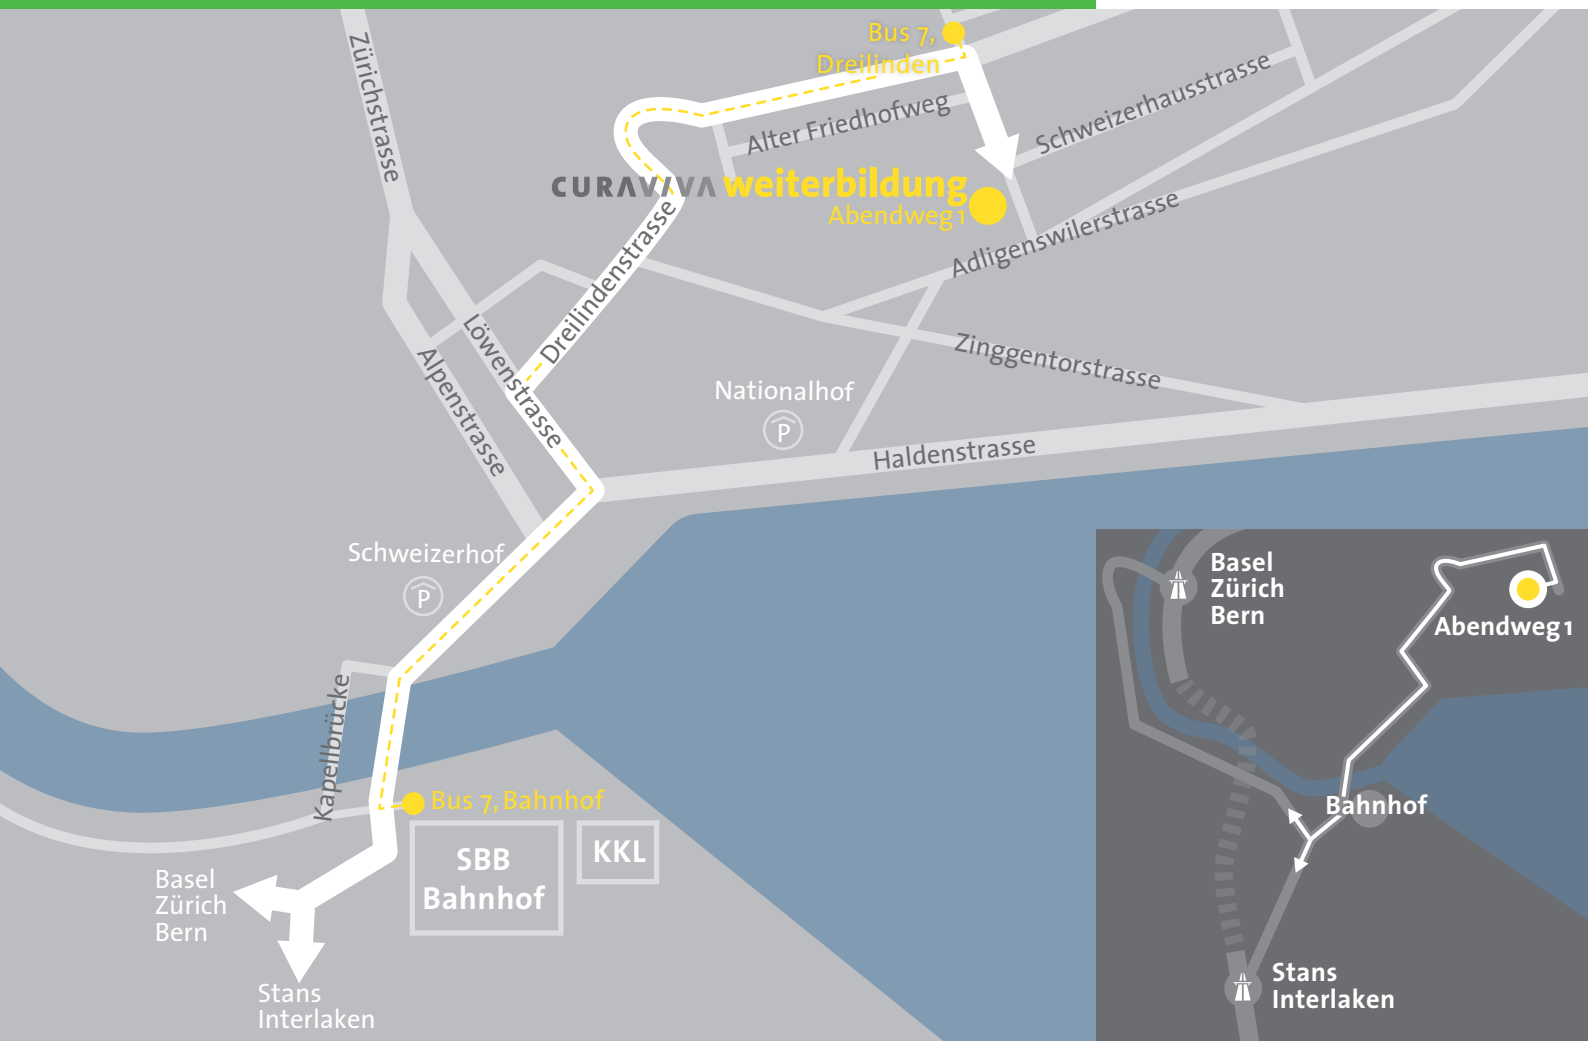 Zürichstrasse
Bus 7,
Dreilinden
Alter Friedhofweg
Schweizerhausstrasse
CURAVIVA weiterbildung
Abendweg 1
Dreilindenstrasse
Adligenswilerstrasse
Löwenstrasse
Alpenstrasse
Zinggentorstrasse
Nationalhof
P
Haldenstrasse
Schweizerhof
P
Kapellbrücke
Bus 7, Bahnhof
SBB
Bahnhof
KKL
Basel
Zürich
Bern
Stans
Interlaken
Basel
Zürich
Bern
Abendweg 1
Bahnhof
Stans
Interlaken